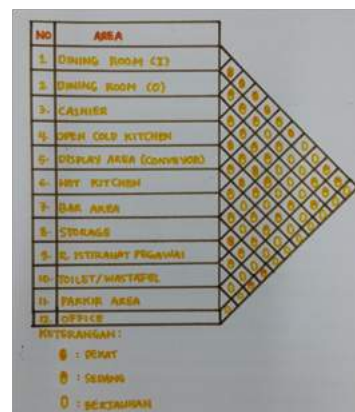 NO AREA
1. DINING ROOM (I)
2. DINING ROOM (O)
3. CASHIER
4. OPEN COLD KITCHEN
5. DISPLAY AREA (CONVEYOR)
6. HOT KITCHEN
7. BAR AREA
8. STORAGE
9. R. ISTIRAHAT PEGAWAI
10. TOILET/WASTAFEL
11. PARKIR AREA
12. OFFICE
KETERANGAN:
: DEKAT
: SEDANG
: BERJAUHAN